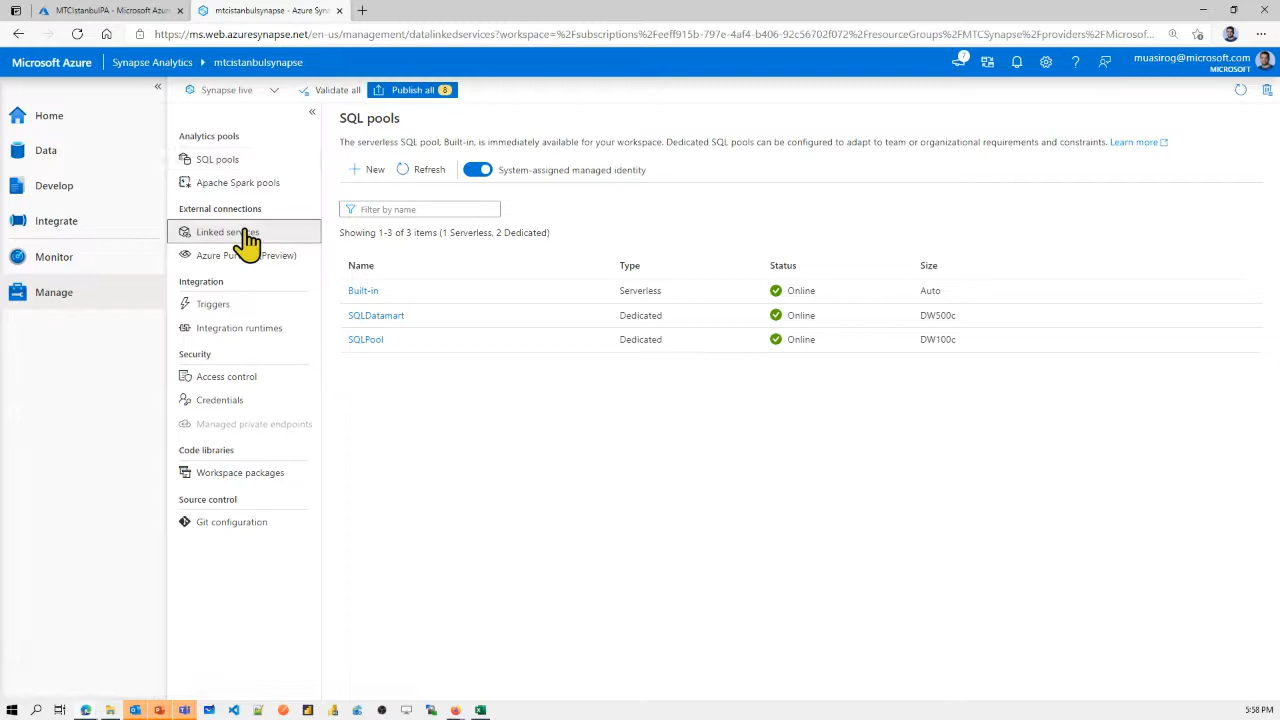 MTCIstanbulPA - Microsoft Azur
mtcistanbulsynapse - Azure Syna
https://ms.web.azuresynapse.net/en-us/management/datalinkedservices?workspace=%2Fsubscriptions%2Feeff915b-797e-4af4-b406-92c56702f072%2FresourceGroups%2FMTCSynapse%2Fproviders%2FMicrosof...
Microsoft Azure
Synapse Analytics
mtcistanbulsynapse
7
muasirog@microsoft.com
MICROSOFT
Synapse live
Validate all
Publish all
8
Home
Data
Develop
Integrate
Monitor
Manage
Analytics pools
SQL pools
Apache Spark pools
External connections
Linked services
Azure Pur (Preview)
Integration
Triggers
Integration runtimes
Security
Access control
Credentials
Managed private endpoints
Code libraries
Workspace packages
Source control
Git configuration
SQL pools
The serverless SQL pool, Built-in, is immediately available for your workspace. Dedicated SQL pools can be configured to adapt to team or organizational requirements and constraints. Learn more
New
Refresh
System-assigned managed identity
Filter by name
Showing 1-3 of 3 items (1 Serverless, 2 Dedicated)
Name Type Status Size
Built-in Serverless Online Auto
SQLDatamart Dedicated Online DW500c
SQLPool Dedicated Online DW100c
5:58 PM